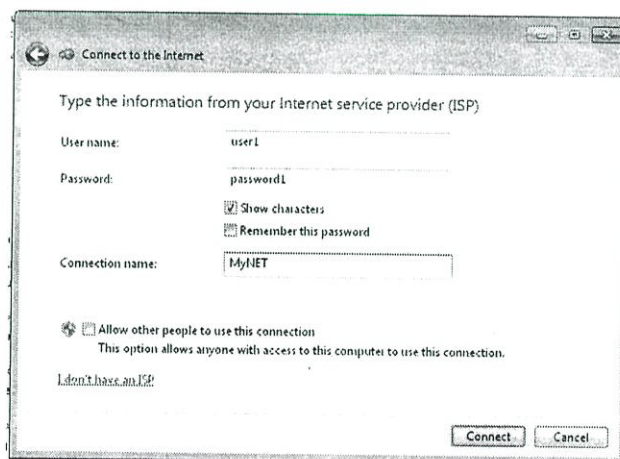 Connect to the Internet
Type the information from your Internet service provider (ISP)
User name: user1
Password: password1
Show characters
Remember this password
Connection name: MyNET
Allow other people to use this connection
This option allows anyone with access to this computer to use this connection.
I don't have an ISP
Connect Cancel